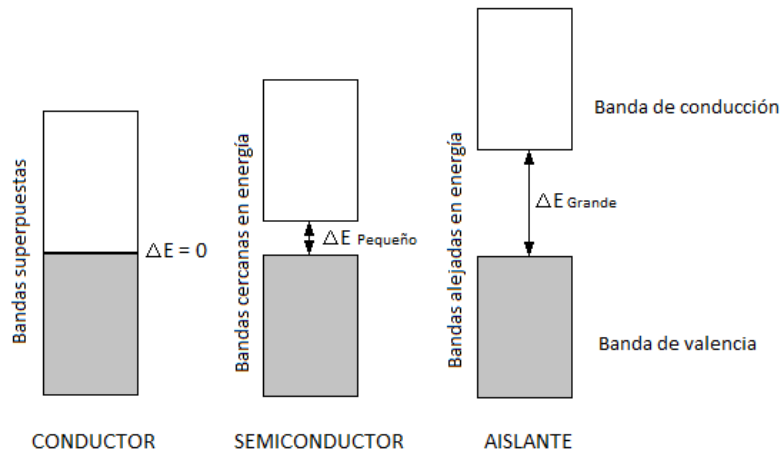 Bandas superpuestas
ΔE = 0
CONDUCTOR
Bandas cercanas en energía
ΔE Pequeño
SEMICONDUCTOR
Bandas alejadas en energía
ΔE Grande
AISLANTE
Banda de conducción
Banda de valencia